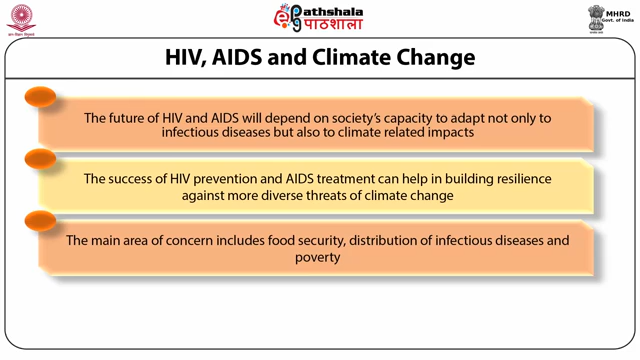 Pathshala
पाठशाला
MHRD
Govt. of India
HIV, AIDS and Climate Change
The future of HIV and AIDS will depend on society's capacity to adapt not only to
infectious diseases but also to climate related impacts
The success of HIV prevention and AIDS treatment can help in building resilience
against more diverse threats of climate change
The main area of concern includes food security, distribution of infectious diseases and
poverty